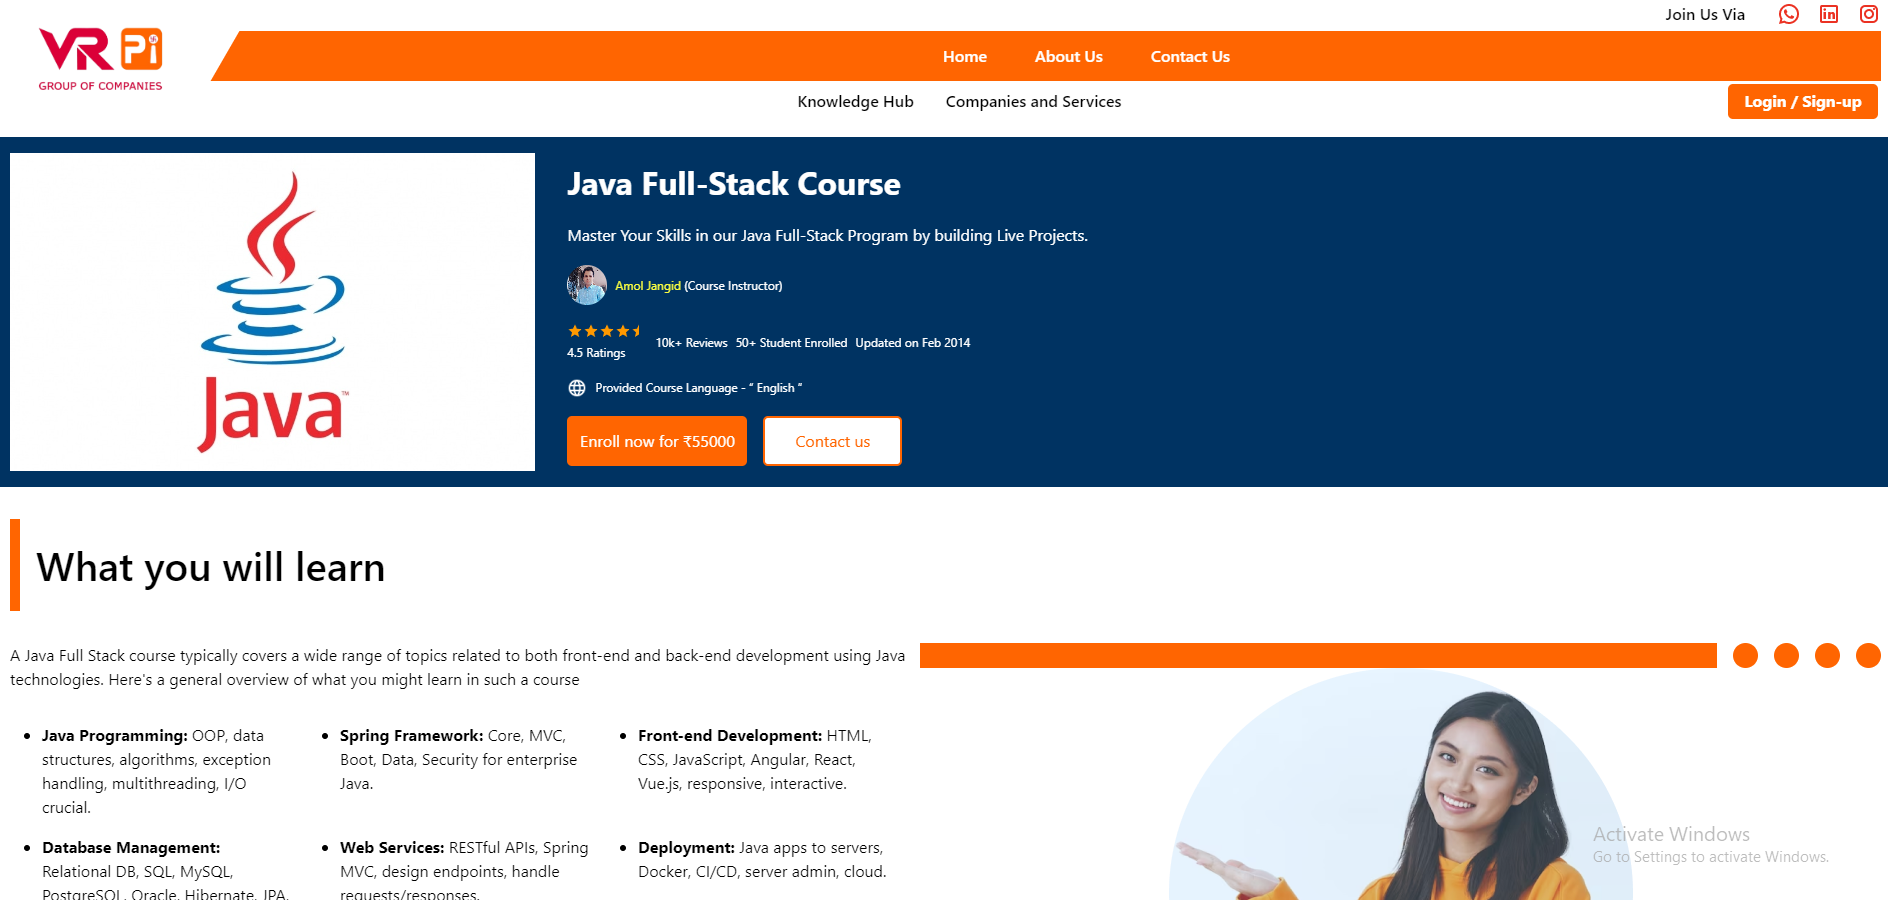 Join Us Via
VR Pi
GROUP OF COMPANIES
Home About Us Contact Us
Knowledge Hub Companies and Services
Login / Sign-up
Java™
Java Full-Stack Course
Master Your Skills in our Java Full-Stack Program by building Live Projects.
Amol Jangid (Course Instructor)
4.5 Ratings
10k+ Reviews 50+ Student Enrolled Updated on Feb 2014
Provided Course Language - “ English “
Enroll now for ₹55000 Contact us
What you will learn
A Java Full Stack course typically covers a wide range of topics related to both front-end and back-end development using Java
technologies. Here's a general overview of what you might learn in such a course
Java Programming: OOP, data
structures, algorithms, exception
handling, multithreading, I/O
crucial.
Spring Framework: Core, MVC,
Boot, Data, Security for enterprise
Java.
Front-end Development: HTML,
CSS, JavaScript, Angular, React,
Vue.js, responsive, interactive.
Database Management:
Relational DB, SQL, MySQL,
PostgreSQL, Oracle, Hibernate, JPA.
Web Services: RESTful APIs, Spring
MVC, design endpoints, handle
requests/responses.
Deployment: Java apps to servers,
Docker, CI/CD, server admin, cloud.
Activate Windows
Go to Settings to activate Windows.